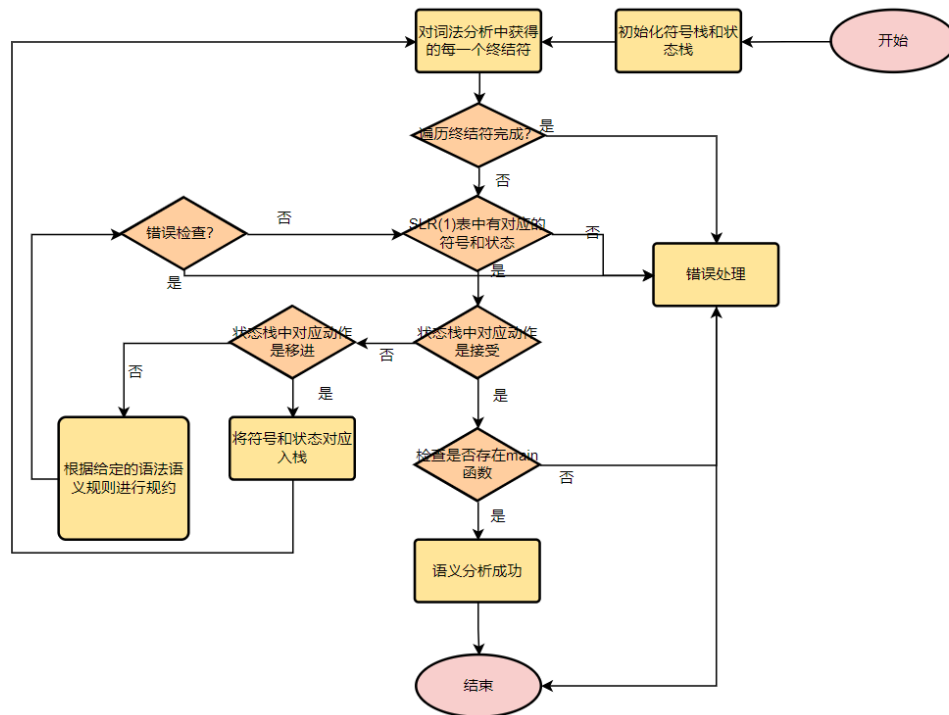 对词法分析中获得
的每一个终结符
初始化符号栈和状
态栈
开始
遍历终结符完成?
是
否
错误检查?
否
SLR(1)表中有对应的
符号和状态
否
错误处理
是
是
状态栈中对应动作
是移进
否
状态栈中对应动作
是接受
否
是
是
根据给定的语法语
义规则进行规约
将符号和状态对应
入栈
检查是否存在main
函数
否
是
语义分析成功
结束